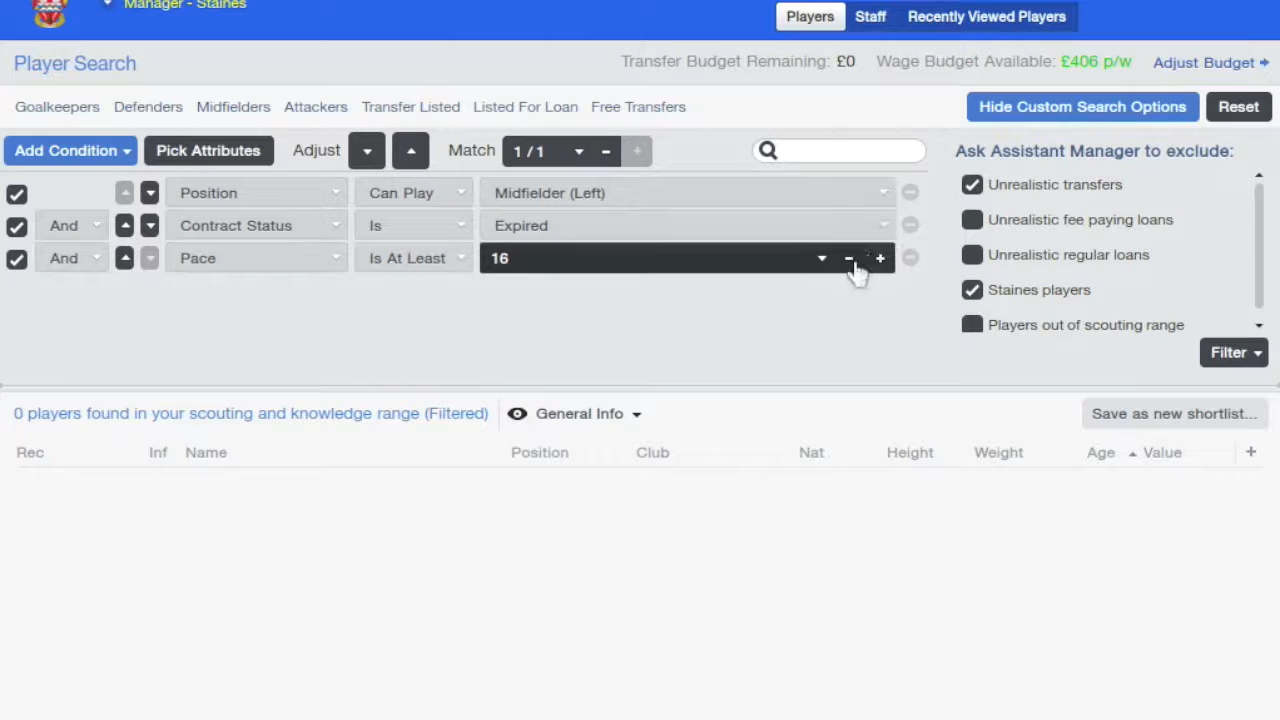 Manager - Staines
Players Staff Recently Viewed Players
Player Search Transfer Budget Remaining: £0 Wage Budget Available: £406 p/w Adjust Budget
Goalkeepers Defenders Midfielders Attackers Transfer Listed Listed For Loan Free Transfers Hide Custom Search Options Reset
Add Condition Pick Attributes Adjust Match 1 / 1 Ask Assistant Manager to exclude:
Position Can Play Midfielder (Left) Unrealistic transfers
And Contract Status Is Expired Unrealistic fee paying loans
And Pace Is At Least 16 Unrealistic regular loans
Staines players
Players out of scouting range
Filter
0 players found in your scouting and knowledge range (Filtered) General Info Save as new shortlist...
Rec Inf Name Position Club Nat Height Weight Age Value +